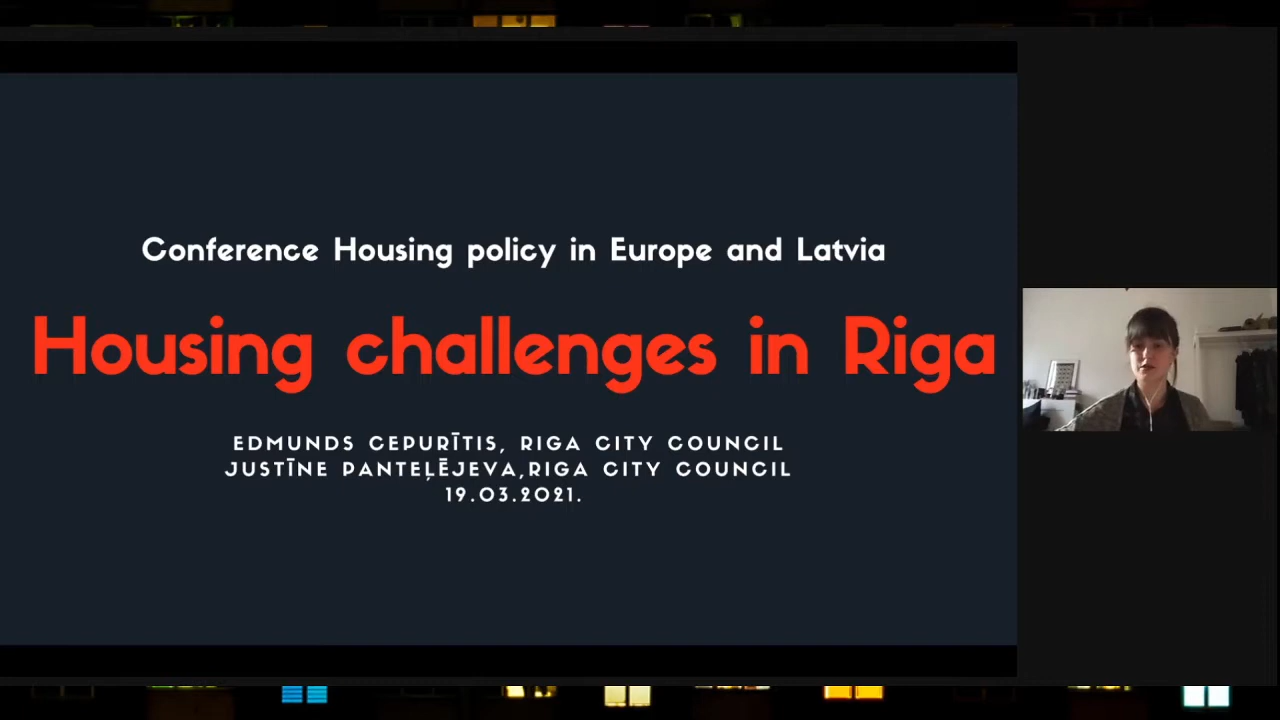 Conference Housing policy in Europe and Latvia
Housing challenges in Riga
EDMUNDS CEPURĪTIS, RIGA CITY COUNCIL
JUSTĪNE PANTEĻĒJEVA,RIGA CITY COUNCIL
19.03.2021.